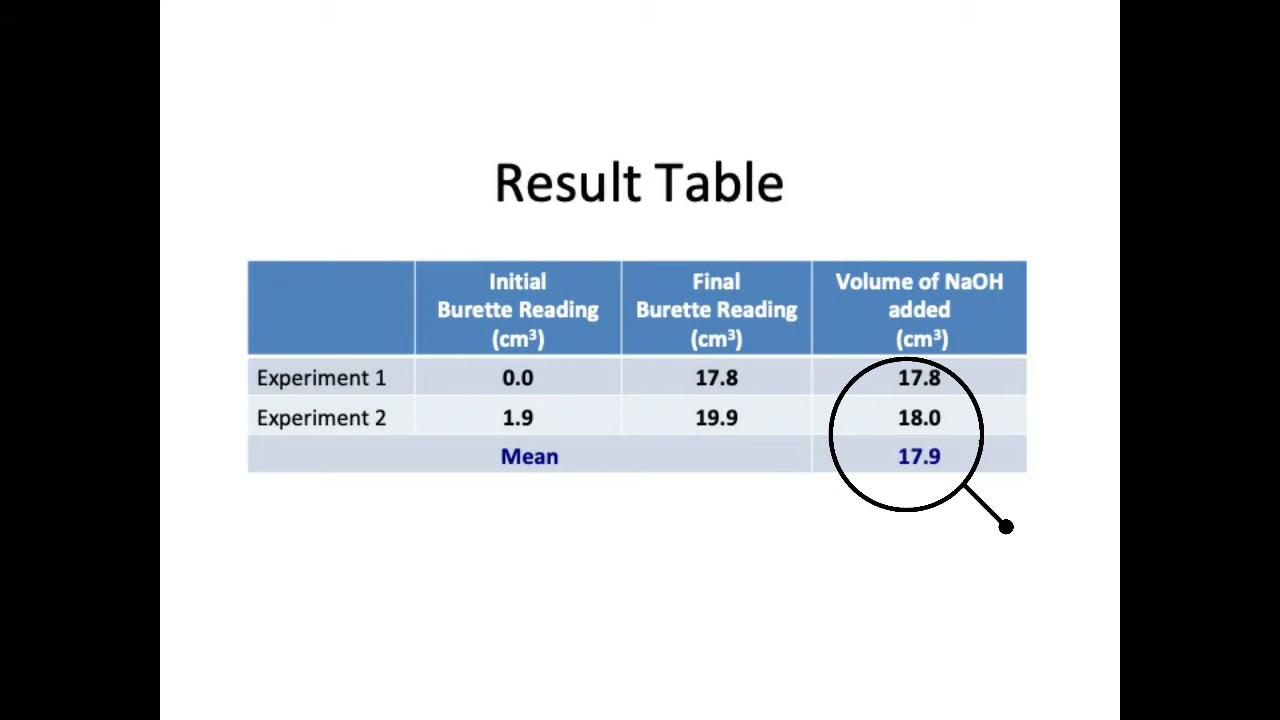 Result Table
Initial Burette Reading (cm³) Final Burette Reading (cm³) Volume of NaOH added (cm³)
Experiment 1 0.0 17.8 17.8
Experiment 2 1.9 19.9 18.0
Mean 17.9